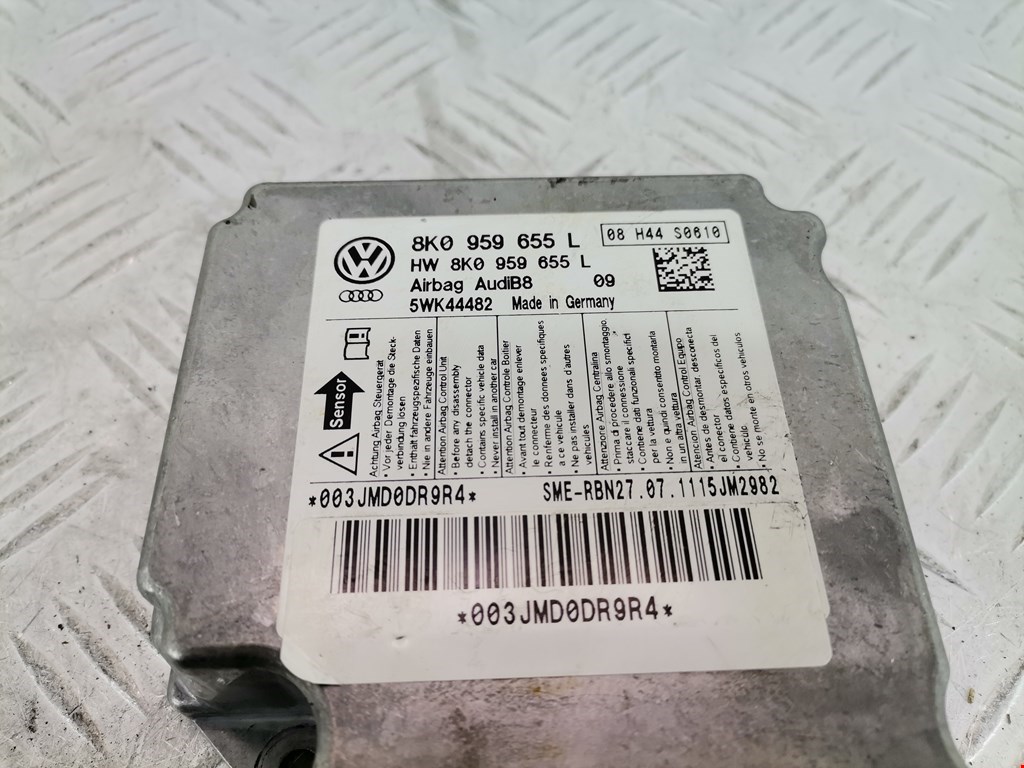 8K0 959 655 L
08 H44 S0610
HW 8K0 959 655 L
Airbag AudiB8 09
5WK44482 Made in Germany
Sensor
Achtung Airbag Steuergerät
• Vor jeder Demontage die Steck-
verbindung lösen
• Enthält fahrzeugspezifische Daten
• Nie in andere Fahrzeuge einbauen
Attention Airbag Control Unit
• Before any disassembly
detach the connector
• Contains specific vehicle data
• Never install in another car
Attention Airbag Controle Boitier
• Avant tout demontage enlever
le connecteur
• Renferme des donnees specifiques
a ce vehicule
• Ne pas installer dans d'autres
vehicules
Attenzione Airbag Centralina
• Prima di procedere allo smontaggio,
staccare il connessione
• Contiene dati funzionali specifici
per la vettura
• Non e quindi consentito montarla
in un altra vettura
Atencion Airbag Control Equipo
• Antes de desmontar, desconecta
el conector
• Contiene datos especificos del
vehiculo
• No se monte en otros vehiculos
*003JMD0DR9R4*
SME-RBN27.07.1115JM2982
*003JMD0DR9R4*